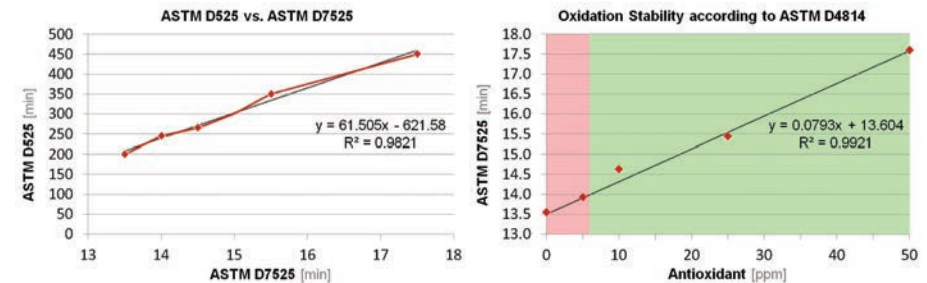 ASTM D525 vs. ASTM D7525
500
450
400
350
300
250
200
150
100
50
0
ASTM D525 [min]
y = 61.505x - 621.58
R² = 0.9821
13 14 15 16 17 18
ASTM D7525 [min]
Oxidation Stability according to ASTM D4814
18.0
17.5
17.0
16.5
16.0
15.5
15.0
14.5
14.0
13.5
13.0
ASTM D7525 [min]
y = 0.0793x + 13.604
R² = 0.9921
0 10 20 30 40 50
Antioxidant [ppm]